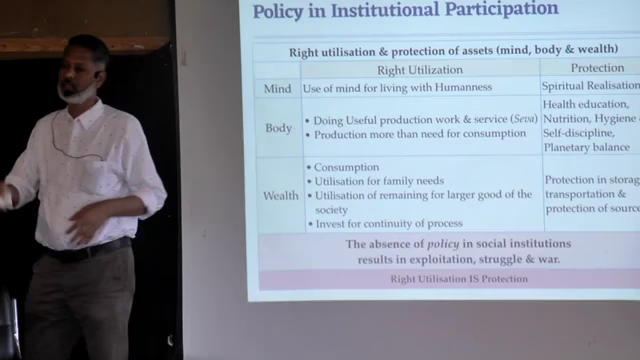 Policy in Institutional Participation
Right utilisation & protection of assets (mind, body & wealth)
Right Utilization
Protection
Mind
Use of mind for living with Humanness
Spiritual Realisation
Body
• Doing Useful production work & service (Seva)
• Production more than need for consumption
Health education,
Nutrition, Hygiene &
Self-discipline,
Planetary balance
Wealth
• Consumption
• Utilisation for family needs
• Utilisation of remaining for larger good of the
society
• Invest for continuity of process
Protection in
transportation &
protection of
The absence of policy in social institutions
results in exploitation, struggle & war.
Right Utilisation IS Protection